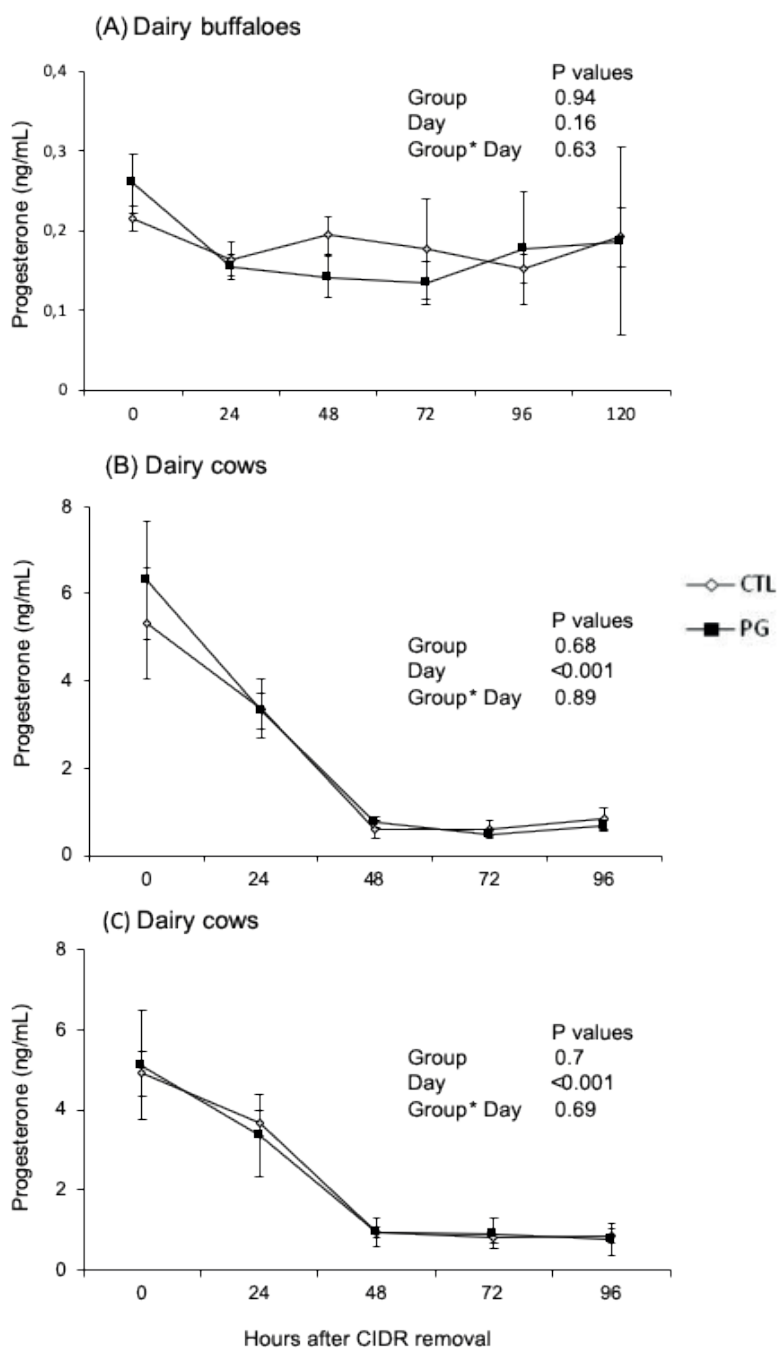 (A) Dairy buffaloes
P values
Group 0.94
Day 0.16
Group* Day 0.63
Progesterone (ng/mL)
0,4
0,3
0,2
0,1
0
0 24 48 72 96 120
(B) Dairy cows
P values
Group 0.68
Day <0.001
Group* Day 0.89
Progesterone (ng/mL)
8
6
4
2
0
0 24 48 72 96
CTL
PG
(C) Dairy cows
P values
Group 0.7
Day <0.001
Group* Day 0.69
Progesterone (ng/mL)
8
6
4
2
0
0 24 48 72 96
Hours after CIDR removal